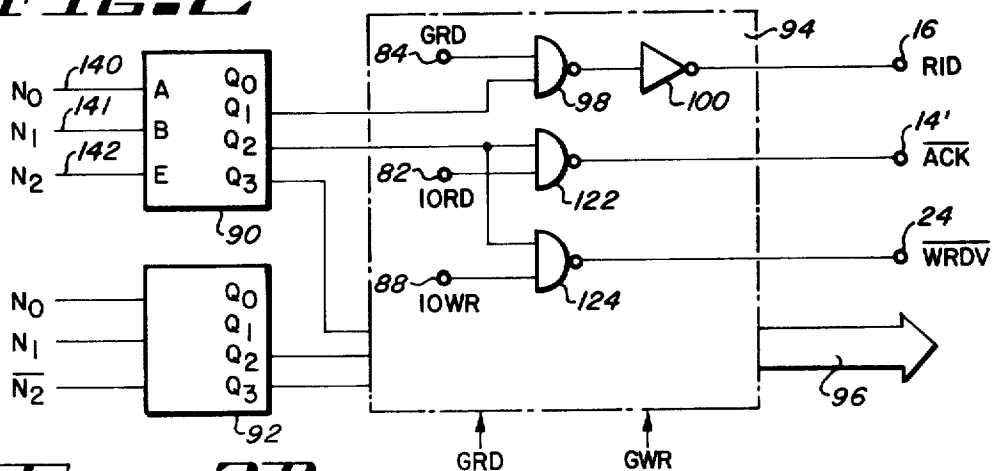 84
GRD
94
16
RID
98
100
N0
140
A
Q0
N1
141
B
Q1
N2
142
E
Q2
Q3
82
IORD
122
14'
ACK
90
88
IOWR
124
24
WRDV
N0
Q0
N1
Q1
N2
Q2
Q3
92
96
GRD
GWR